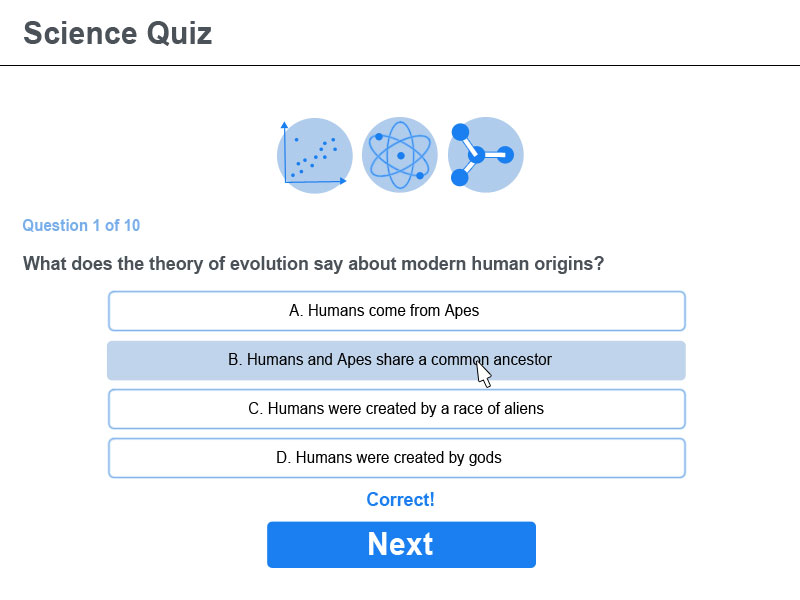 Science Quiz
Question 1 of 10
What does the theory of evolution say about modern human origins?
A. Humans come from Apes
B. Humans and Apes share a common ancestor
C. Humans were created by a race of aliens
D. Humans were created by gods
Correct!
Next